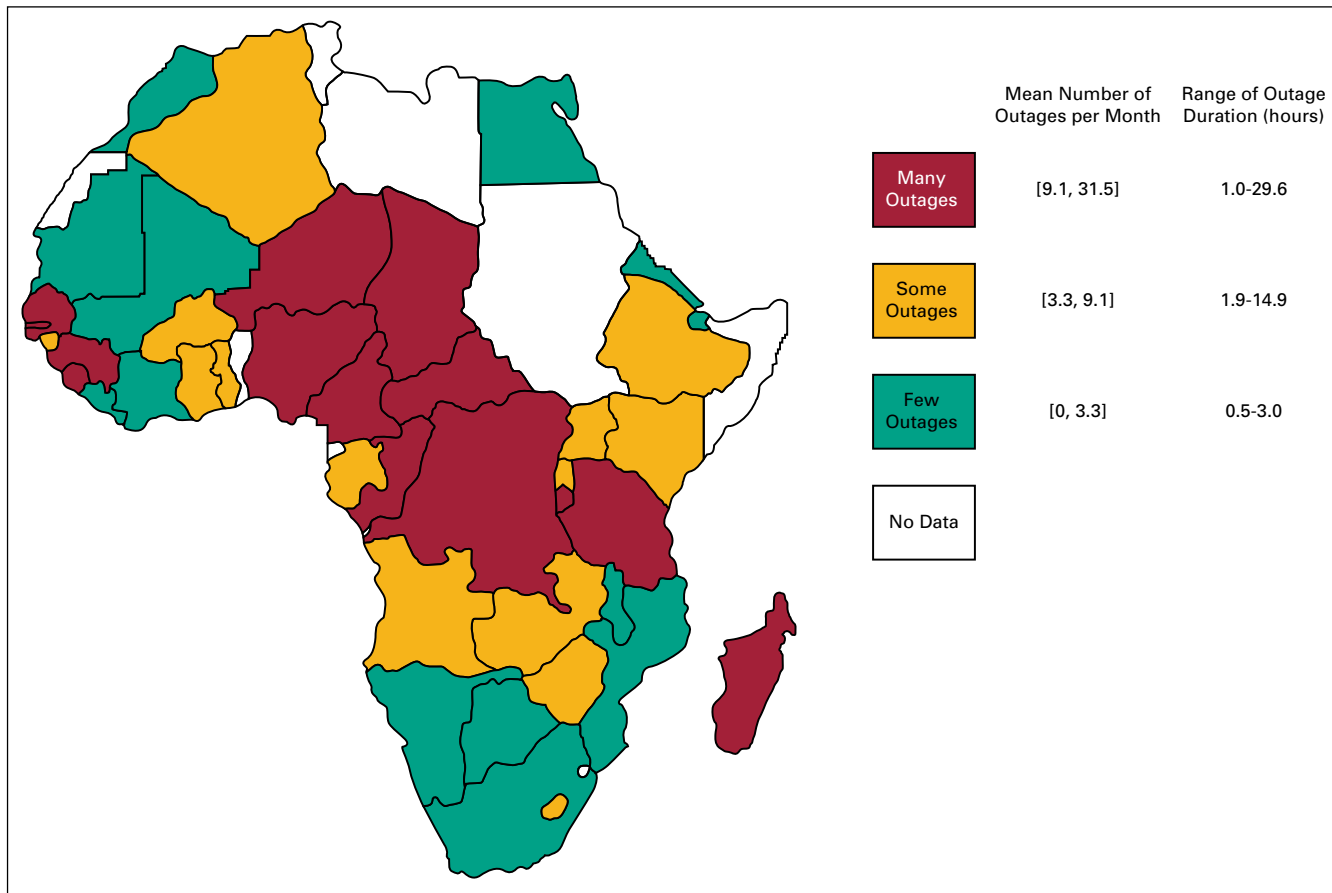 Mean Number of
Outages per Month
Range of Outage
Duration (hours)
Many
Outages
[9.1, 31.5]
1.0-29.6
Some
Outages
[3.3, 9.1]
1.9-14.9
Few
Outages
[0, 3.3]
0.5-3.0
No Data